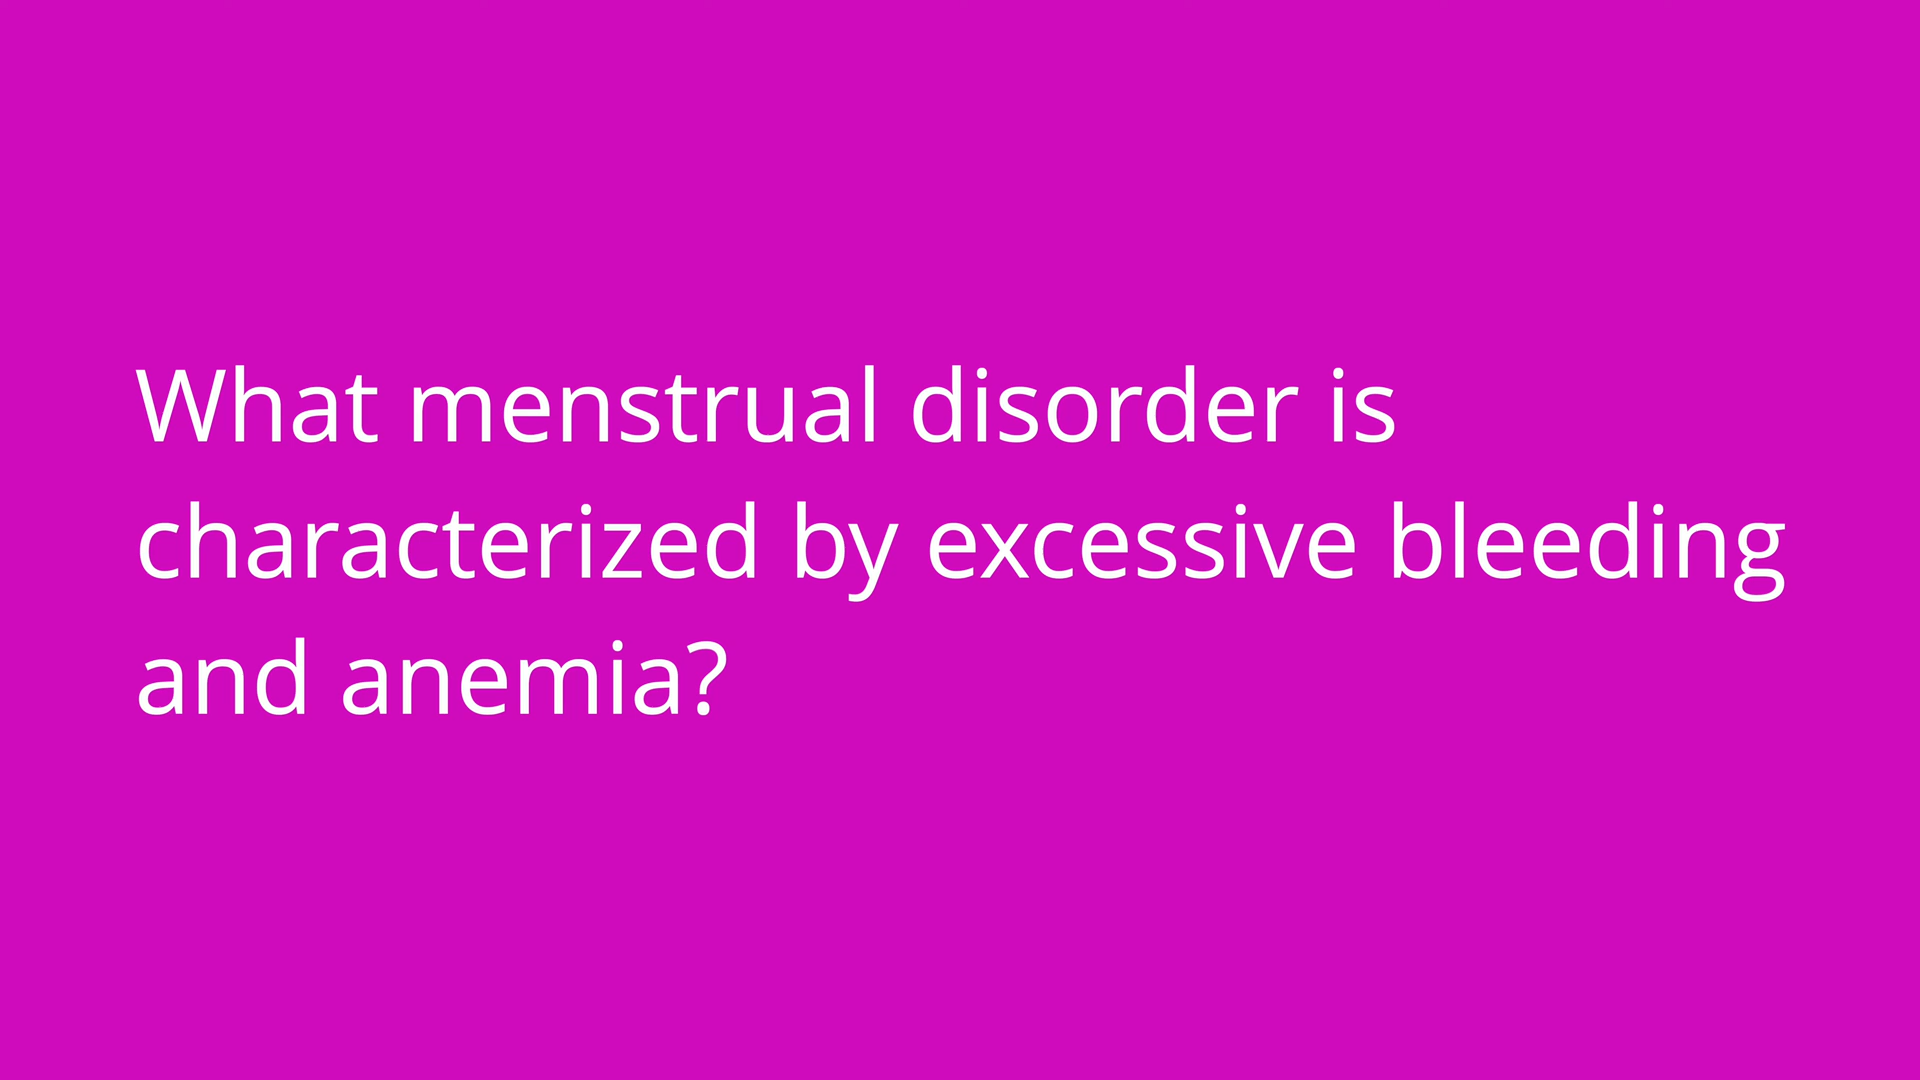 What menstrual disorder is
characterized by excessive bleeding
and anemia?